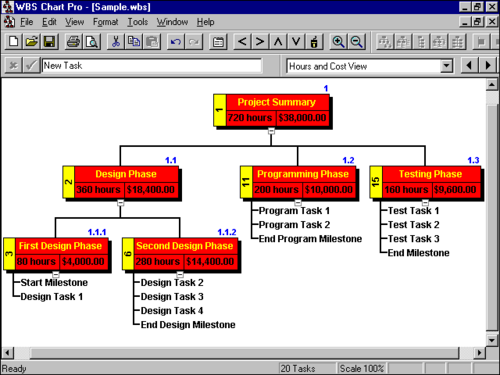 WBS Chart Pro - [Sample.wbs]
File Edit View Format Tools Window Help
New Task
Hours and Cost View
1
1 Project Summary
720 hours $38,000.00
1.1
2 Design Phase
360 hours $18,400.00
1.2
11 Programming Phase
200 hours $10,000.00
1.3
15 Testing Phase
160 hours $9,600.00
Program Task 1
Program Task 2
End Program Milestone
Test Task 1
Test Task 2
Test Task 3
End Milestone
1.1.1
3 First Design Phase
80 hours $4,000.00
Start Milestone
Design Task 1
1.1.2
6 Second Design Phase
280 hours $14,400.00
Design Task 2
Design Task 3
Design Task 4
End Design Milestone
Ready
20 Tasks
Scale 100%